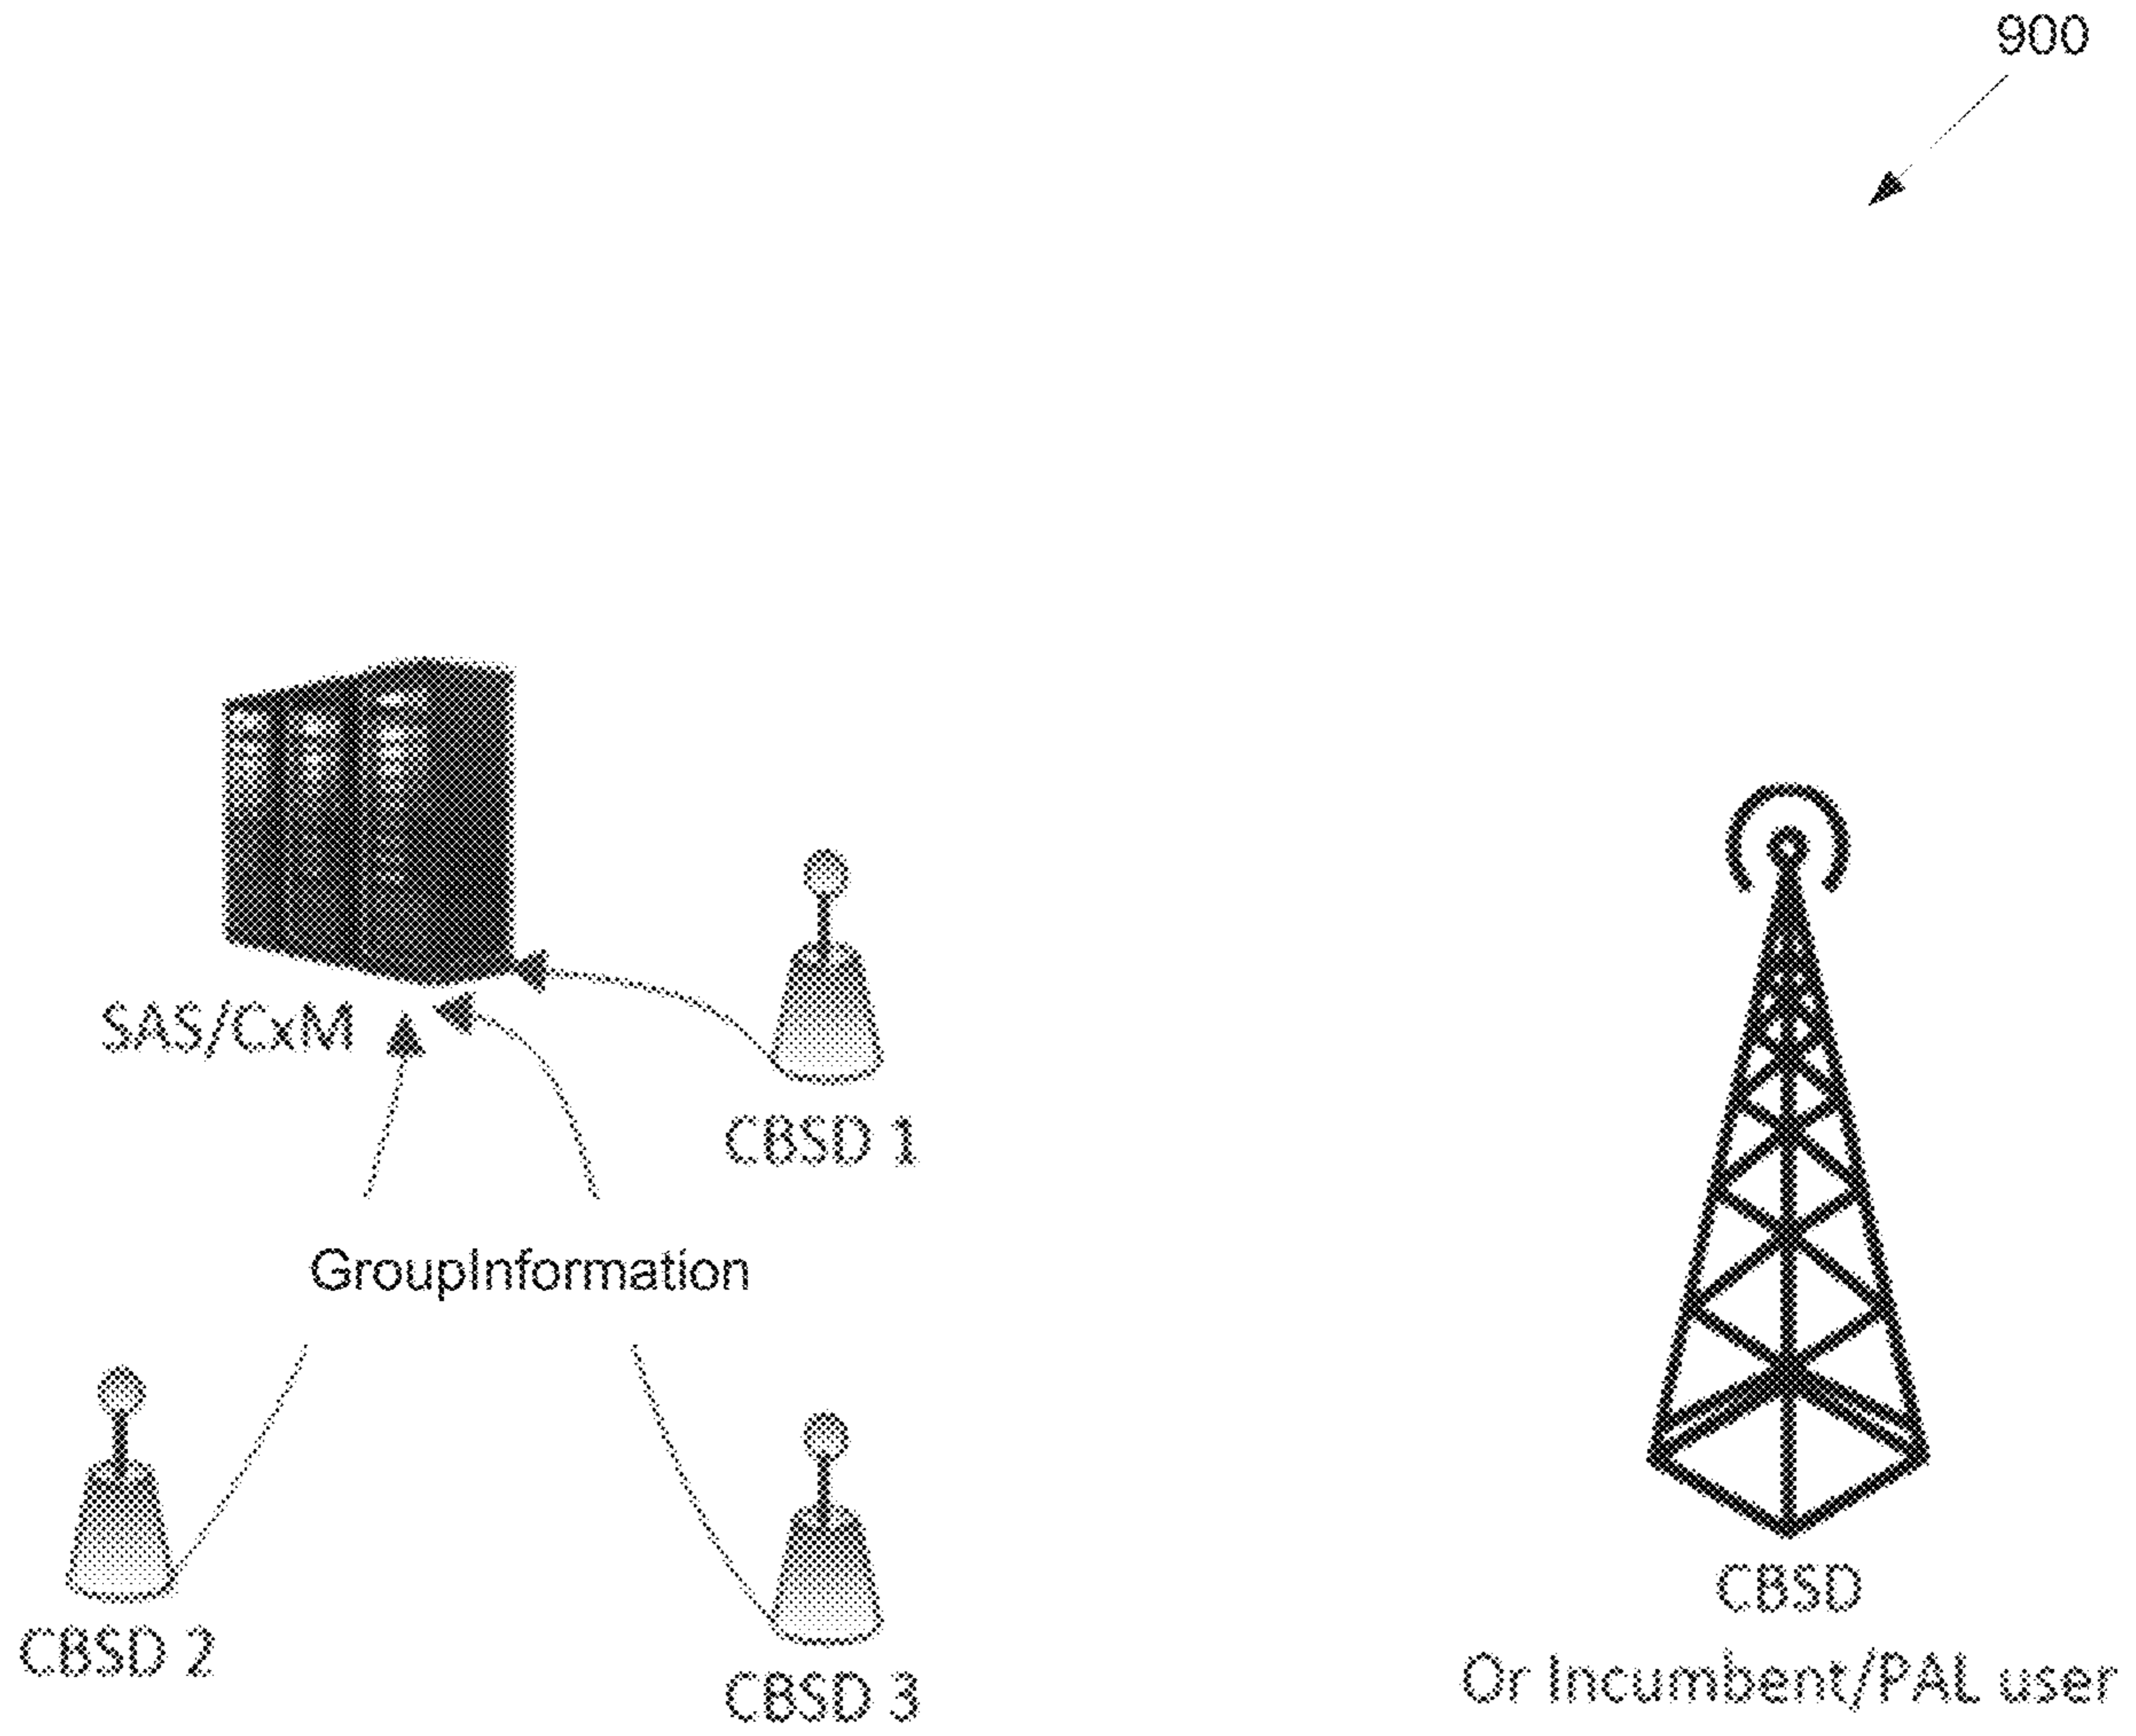 900
SAS/CxM
CBSD 1
GroupInformation
CBSD 2
CBSD 3
CBSD
Or Incumbent/PAL user